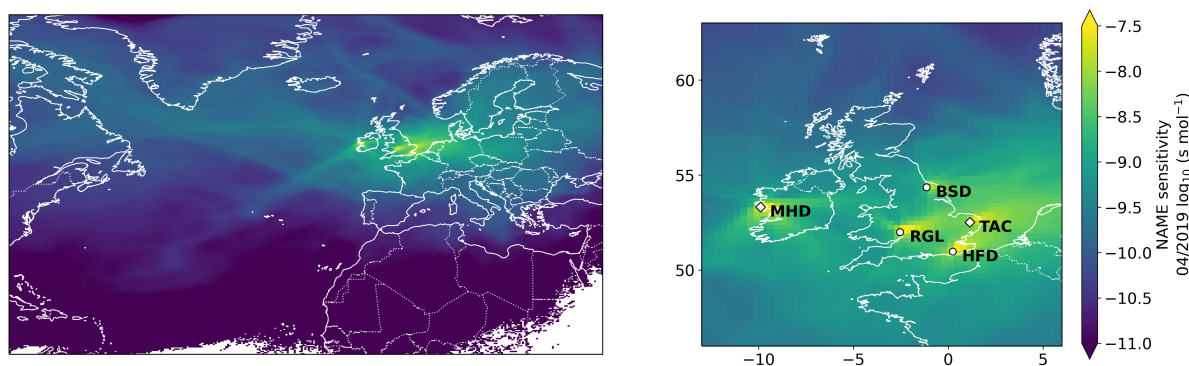 60
55
50
−10
−5
0
5
MHD
BSD
TAC
RGL
HFD
−7.5
−8.0
−8.5
−9.0
−9.5
−10.0
−10.5
−11.0
NAME sensitivity
04/2019 log₁₀ (s mol⁻¹)